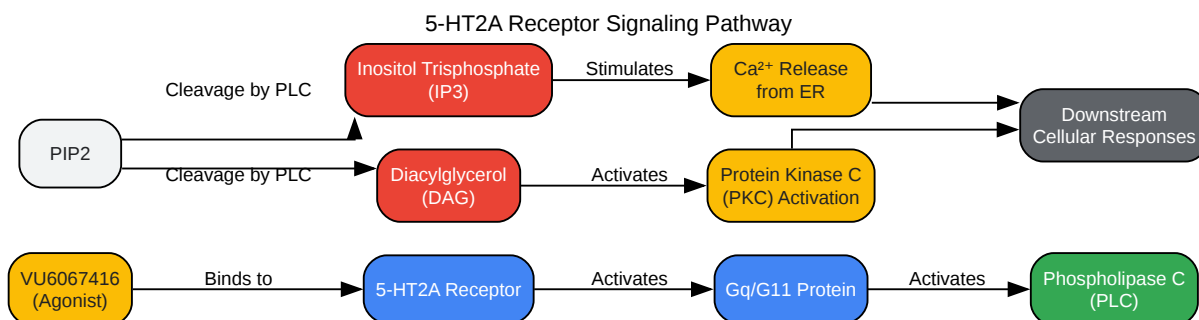 5-HT2A Receptor Signaling Pathway
Inositol Trisphosphate
(IP3)
Stimulates
Ca²⁺ Release
from ER
Cleavage by PLC
Downstream
Cellular Responses
PIP2
Cleavage by PLC
Diacylglycerol
(DAG)
Activates
Protein Kinase C
(PKC) Activation
VU6067416
(Agonist)
Binds to
5-HT2A Receptor
Activates
Gq/G11 Protein
Activates
Phospholipase C
(PLC)